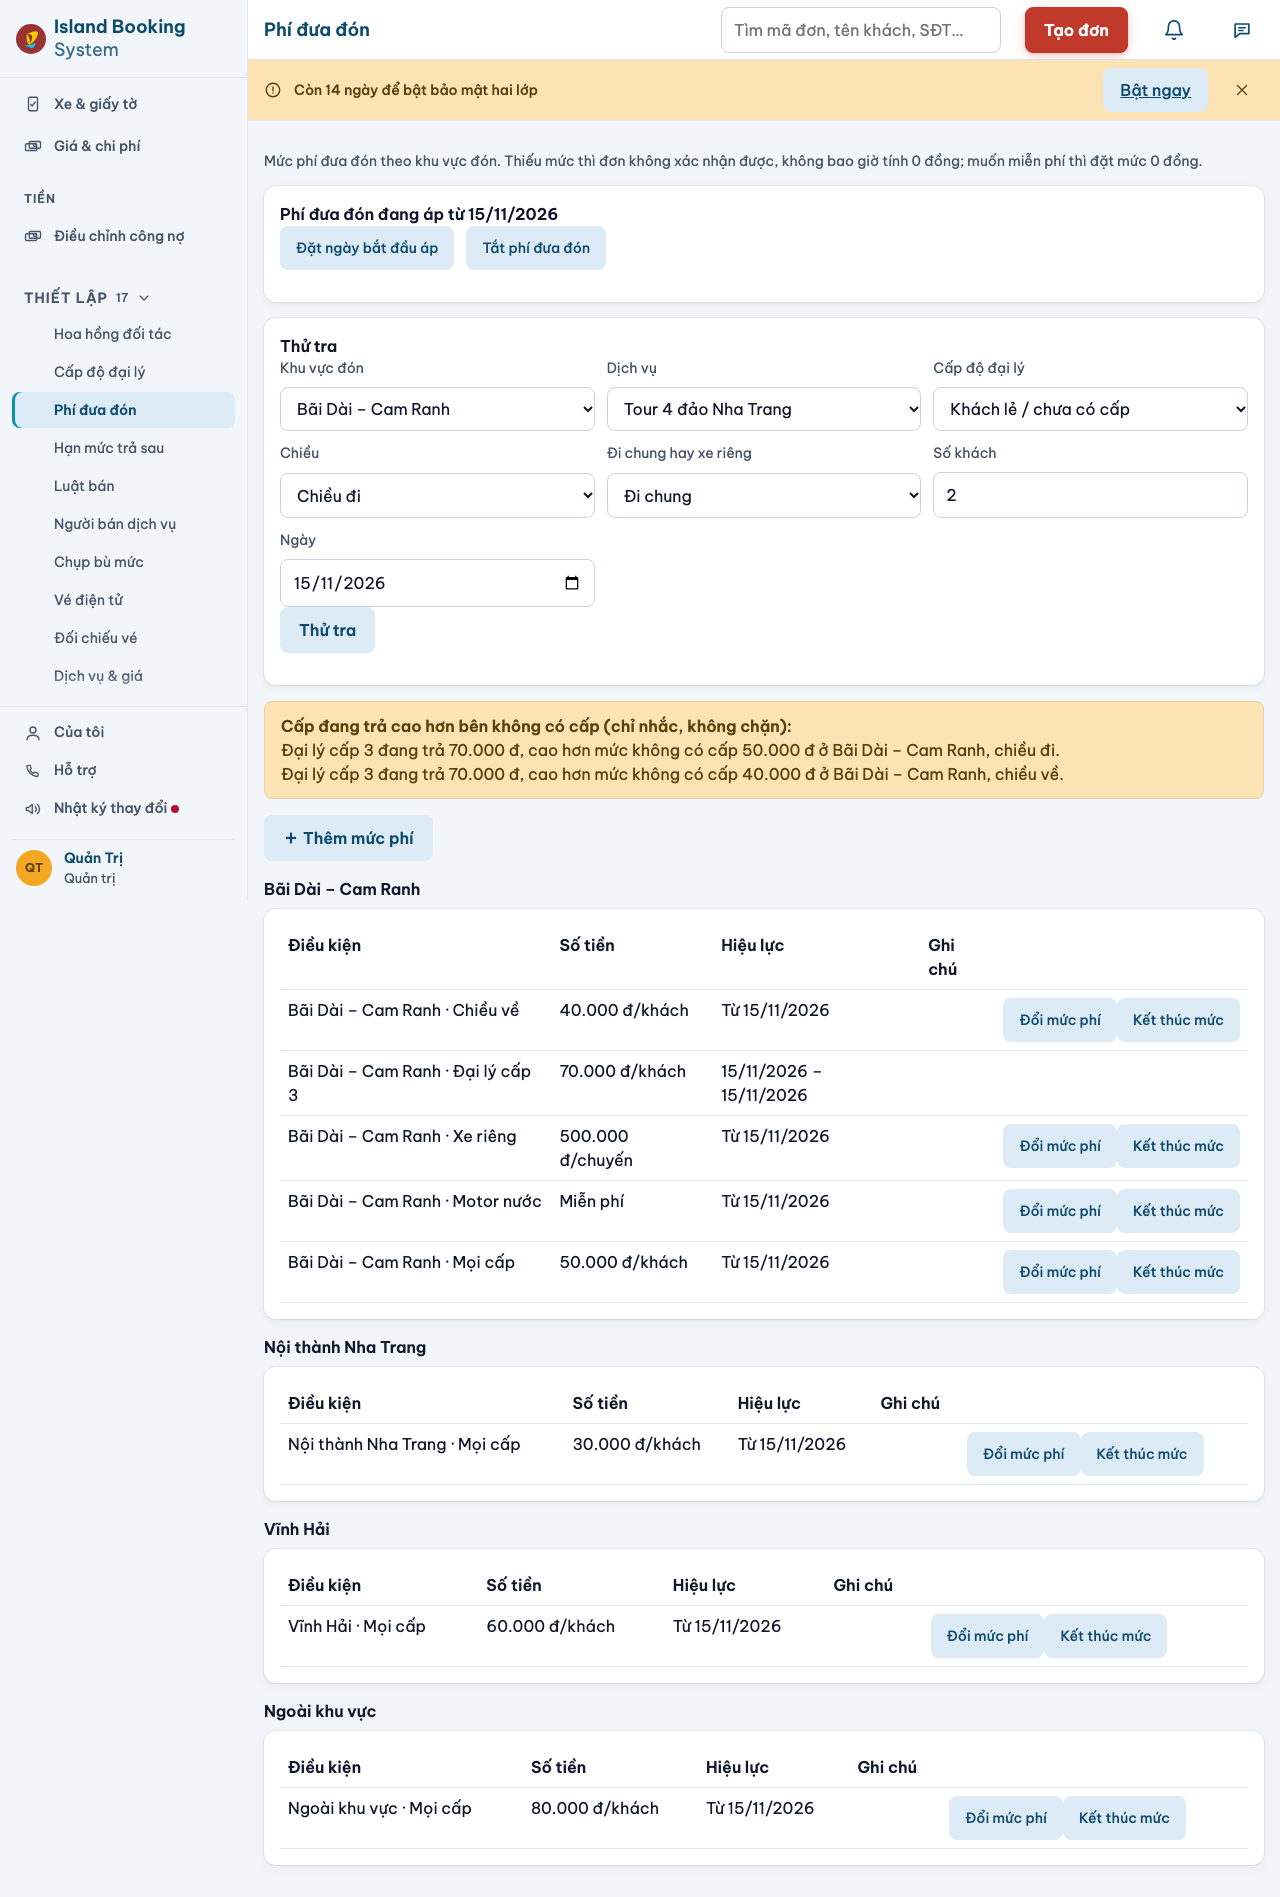 Island Booking
System
Phí đưa đón
Tìm mã đơn, tên khách, SĐT...
Tạo đơn
Còn 14 ngày để bật bảo mật hai lớp
Bật ngay
Xe & giấy tờ
Giá & chi phí
TIỀN
Điều chỉnh công nợ
THIẾT LẬP 17
Hoa hồng đối tác
Cấp độ đại lý
Phí đưa đón
Hạn mức trả sau
Luật bán
Người bán dịch vụ
Chụp bù mức
Vé điện tử
Đối chiếu vé
Dịch vụ & giá
Của tôi
Hỗ trợ
Nhật ký thay đổi
QT
Quản Trị
Quản trị
Mức phí đưa đón theo khu vực đón. Thiếu mức thì đơn không xác nhận được, không bao giờ tính 0 đồng; muốn miễn phí thì đặt mức 0 đồng.
Phí đưa đón đang áp từ 15/11/2026
Đặt ngày bắt đầu áp
Tắt phí đưa đón
Thử tra
Khu vực đón
Dịch vụ
Cấp độ đại lý
Bãi Dài – Cam Ranh
Tour 4 đảo Nha Trang
Khách lẻ / chưa có cấp
Chiều
Đi chung hay xe riêng
Số khách
Chiều đi
Đi chung
2
Ngày
15/11/2026
Thử tra
Cấp đang trả cao hơn bên không có cấp (chỉ nhắc, không chặn):
Đại lý cấp 3 đang trả 70.000 đ, cao hơn mức không có cấp 50.000 đ ở Bãi Dài – Cam Ranh, chiều đi.
Đại lý cấp 3 đang trả 70.000 đ, cao hơn mức không có cấp 40.000 đ ở Bãi Dài – Cam Ranh, chiều về.
+ Thêm mức phí
Bãi Dài – Cam Ranh
Điều kiện Số tiền Hiệu lực Ghi
chú
Bãi Dài – Cam Ranh · Chiều về 40.000 đ/khách Từ 15/11/2026 Đổi mức phí Kết thúc mức
Bãi Dài – Cam Ranh · Đại lý cấp 70.000 đ/khách 15/11/2026 –
3 15/11/2026
Bãi Dài – Cam Ranh · Xe riêng 500.000 Từ 15/11/2026 Đổi mức phí Kết thúc mức
đ/chuyến
Bãi Dài – Cam Ranh · Motor nước Miễn phí Từ 15/11/2026 Đổi mức phí Kết thúc mức
Bãi Dài – Cam Ranh · Mọi cấp 50.000 đ/khách Từ 15/11/2026 Đổi mức phí Kết thúc mức
Nội thành Nha Trang
Điều kiện Số tiền Hiệu lực Ghi chú
Nội thành Nha Trang · Mọi cấp 30.000 đ/khách Từ 15/11/2026 Đổi mức phí Kết thúc mức
Vĩnh Hải
Điều kiện Số tiền Hiệu lực Ghi chú
Vĩnh Hải · Mọi cấp 60.000 đ/khách Từ 15/11/2026 Đổi mức phí Kết thúc mức
Ngoài khu vực
Điều kiện Số tiền Hiệu lực Ghi chú
Ngoài khu vực · Mọi cấp 80.000 đ/khách Từ 15/11/2026 Đổi mức phí Kết thúc mức